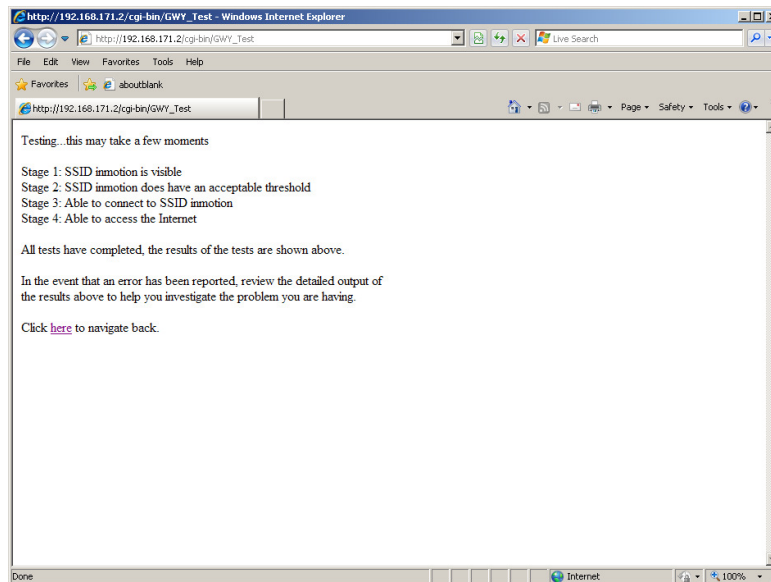 http://192.168.171.2/cgi-bin/GWY_Test - Windows Internet Explorer
http://192.168.171.2/cgi-bin/GWY_Test
Live Search
File Edit View Favorites Tools Help
Favorites aboutblank
http://192.168.171.2/cgi-bin/GWY_Test
Page Safety Tools
Testing...this may take a few moments
Stage 1: SSID inmotion is visible
Stage 2: SSID inmotion does have an acceptable threshold
Stage 3: Able to connect to SSID inmotion
Stage 4: Able to access the Internet
All tests have completed, the results of the tests are shown above.
In the event that an error has been reported, review the detailed output of
the results above to help you investigate the problem you are having.
Click here to navigate back.
Done Internet 100%